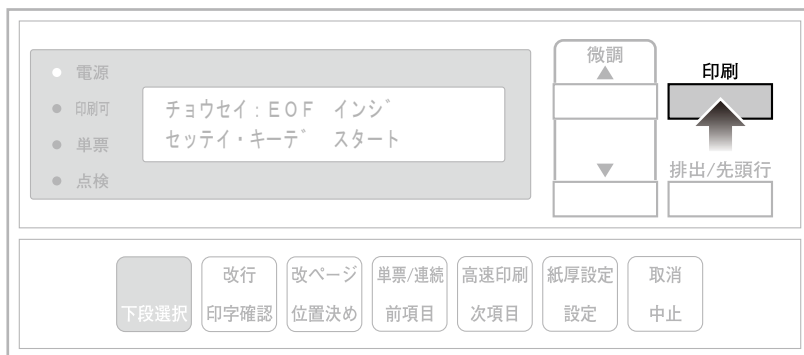 電源
印刷可
単票
点検
チョウセイ：ＥＯＦ　インジ゛
セッテイ・キーデ゛　スタート
微調
▲
▼
印刷
排出/先頭行
下段選択
改行
印字確認
改ページ
位置決め
単票/連続
前項目
高速印刷
次項目
紙厚設定
設定
取消
中止